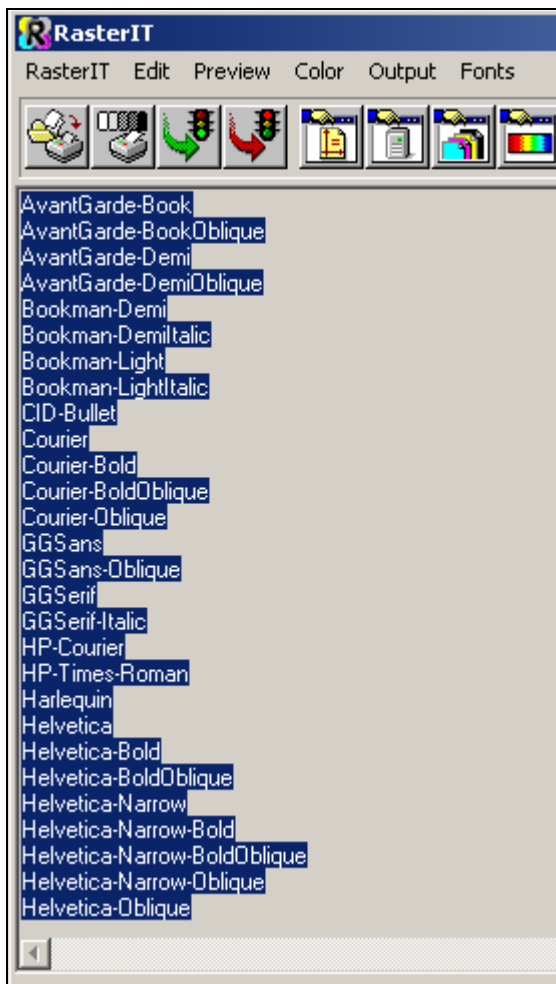 RasterIT
RasterIT Edit Preview Color Output Fonts
AvantGarde-Book
AvantGarde-BookOblique
AvantGarde-Demi
AvantGarde-DemiOblique
Bookman-Demi
Bookman-DemiItalic
Bookman-Light
Bookman-LightItalic
CID-Bullet
Courier
Courier-Bold
Courier-BoldOblique
Courier-Oblique
GGSans
GGSans-Oblique
GGSerif
GGSerif-Italic
HP-Courier
HP-Times-Roman
Harlequin
Helvetica
Helvetica-Bold
Helvetica-BoldOblique
Helvetica-Narrow
Helvetica-Narrow-Bold
Helvetica-Narrow-BoldOblique
Helvetica-Narrow-Oblique
Helvetica-Oblique